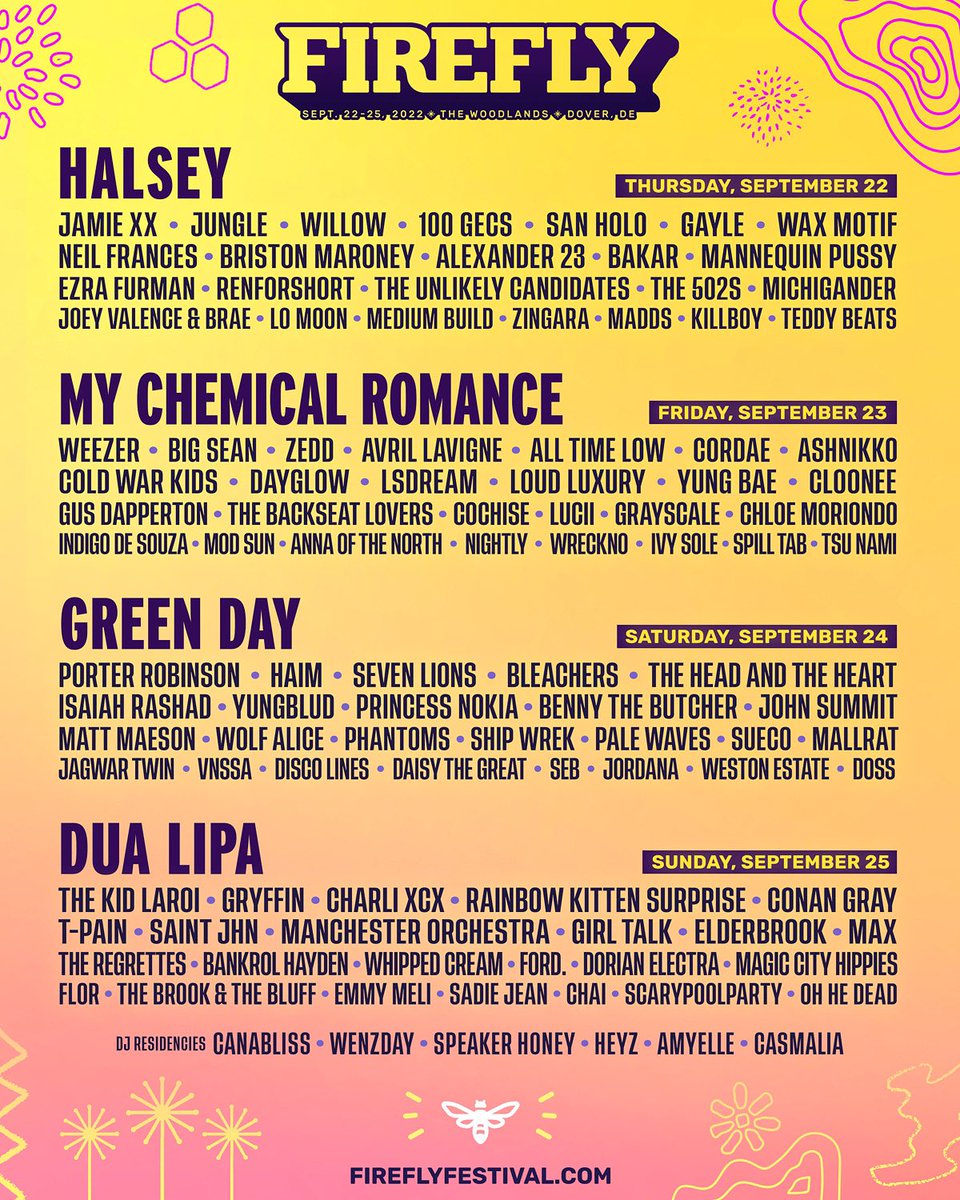 FIREFLY
SEPT. 22-25, 2022 THE WOODLANDS DOVER, DE
HALSEY
THURSDAY, SEPTEMBER 22
JAMIE XX • JUNGLE • WILLOW • 100 GECS • SAN HOLO • GAYLE • WAX MOTIF
NEIL FRANCES • BRISTON MARONEY • ALEXANDER 23 • BAKAR • MANNEQUIN PUSSY
EZRA FURMAN • RENFORSHORT • THE UNLIKELY CANDIDATES • THE 502S • MICHIGANDER
JOEY VALENCE & BRAE • LO MOON • MEDIUM BUILD • ZINGARA • MADDS • KILLBOY • TEDDY BEATS
MY CHEMICAL ROMANCE
FRIDAY, SEPTEMBER 23
WEEZER • BIG SEAN • ZEDD • AVRIL LAVIGNE • ALL TIME LOW • CORDAE • ASHNIKKO
COLD WAR KIDS • DAYGLOW • LSDREAM • LOUD LUXURY • YUNG BAE • CLOONEE
GUS DAPPERTON • THE BACKSEAT LOVERS • COCHISE • LUCII • GRAYSCALE • CHLOE MORIONDO
INDIGO DE SOUZA • MOD SUN • ANNA OF THE NORTH • NIGHTLY • WRECKNO • IVY SOLE • SPILL TAB • TSU NAMI
GREEN DAY
SATURDAY, SEPTEMBER 24
PORTER ROBINSON • HAIM • SEVEN LIONS • BLEACHERS • THE HEAD AND THE HEART
ISAIAH RASHAD • YUNGBLUD • PRINCESS NOKIA • BENNY THE BUTCHER • JOHN SUMMIT
MATT MAESON • WOLF ALICE • PHANTOMS • SHIP WREK • PALE WAVES • SUECO • MALLRAT
JAGWAR TWIN • VNSSA • DISCO LINES • DAISY THE GREAT • SEB • JORDANA • WESTON ESTATE • DOSS
DUA LIPA
SUNDAY, SEPTEMBER 25
THE KID LAROI • GRYFFIN • CHARLI XCX • RAINBOW KITTEN SURPRISE • CONAN GRAY
T-PAIN • SAINT JHN • MANCHESTER ORCHESTRA • GIRL TALK • ELDERBROOK • MAX
THE REGRETTES • BANKROL HAYDEN • WHIPPED CREAM • FORD. • DORIAN ELECTRA • MAGIC CITY HIPPIES
FLOR • THE BROOK & THE BLUFF • EMMY MELI • SADIE JEAN • CHAI • SCARYPOOLPARTY • OH HE DEAD
DJ RESIDENCIES CANABLISS • WENZDAY • SPEAKER HONEY • HEYZ • AMYELLE • CASMALIA
FIREFLYFESTIVAL.COM